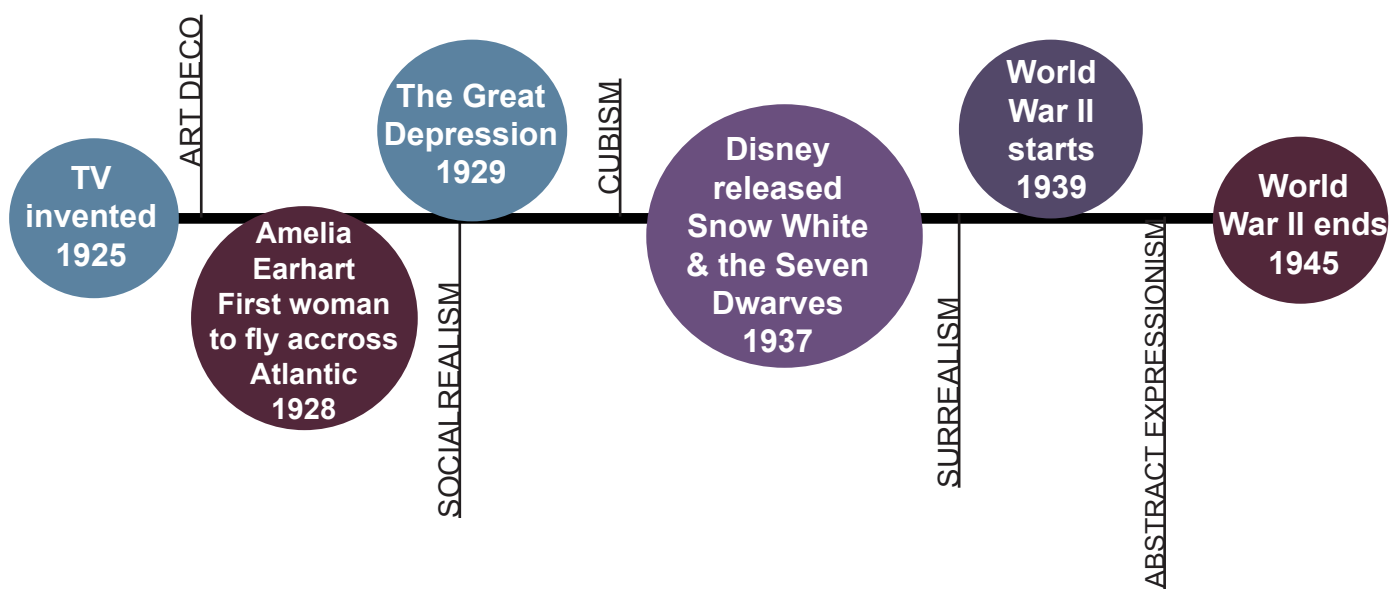 TV
invented
1925
ART DECO
Amelia
Earhart
First woman
to fly accross
Atlantic
1928
The Great
Depression
1929
SOCIAL REALISM
CUBISM
Disney
released
Snow White
& the Seven
Dwarves
1937
SURREALISM
World
War II
starts
1939
ABSTRACT EXPRESSIONISM
World
War II ends
1945